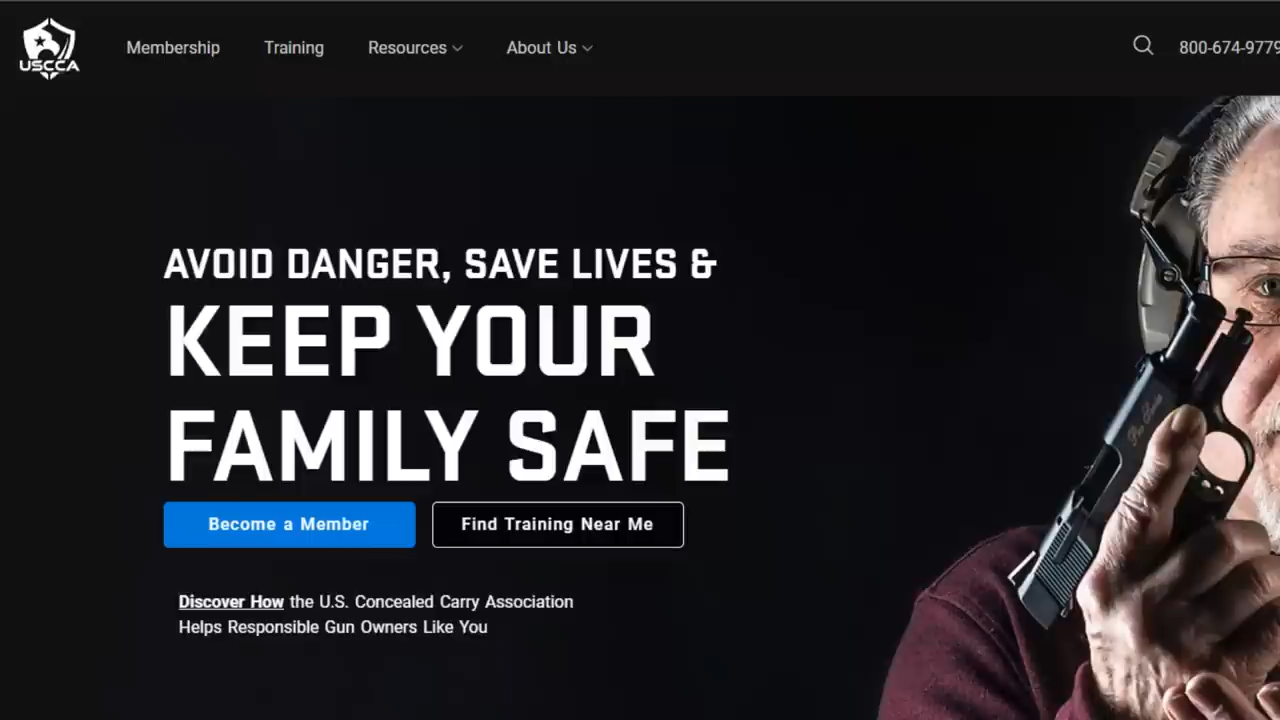 USCCA
Membership
Training
Resources
About Us
800-674-9779
AVOID DANGER, SAVE LIVES &
KEEP YOUR
FAMILY SAFE
Become a Member
Find Training Near Me
Discover How the U.S. Concealed Carry Association
Helps Responsible Gun Owners Like You